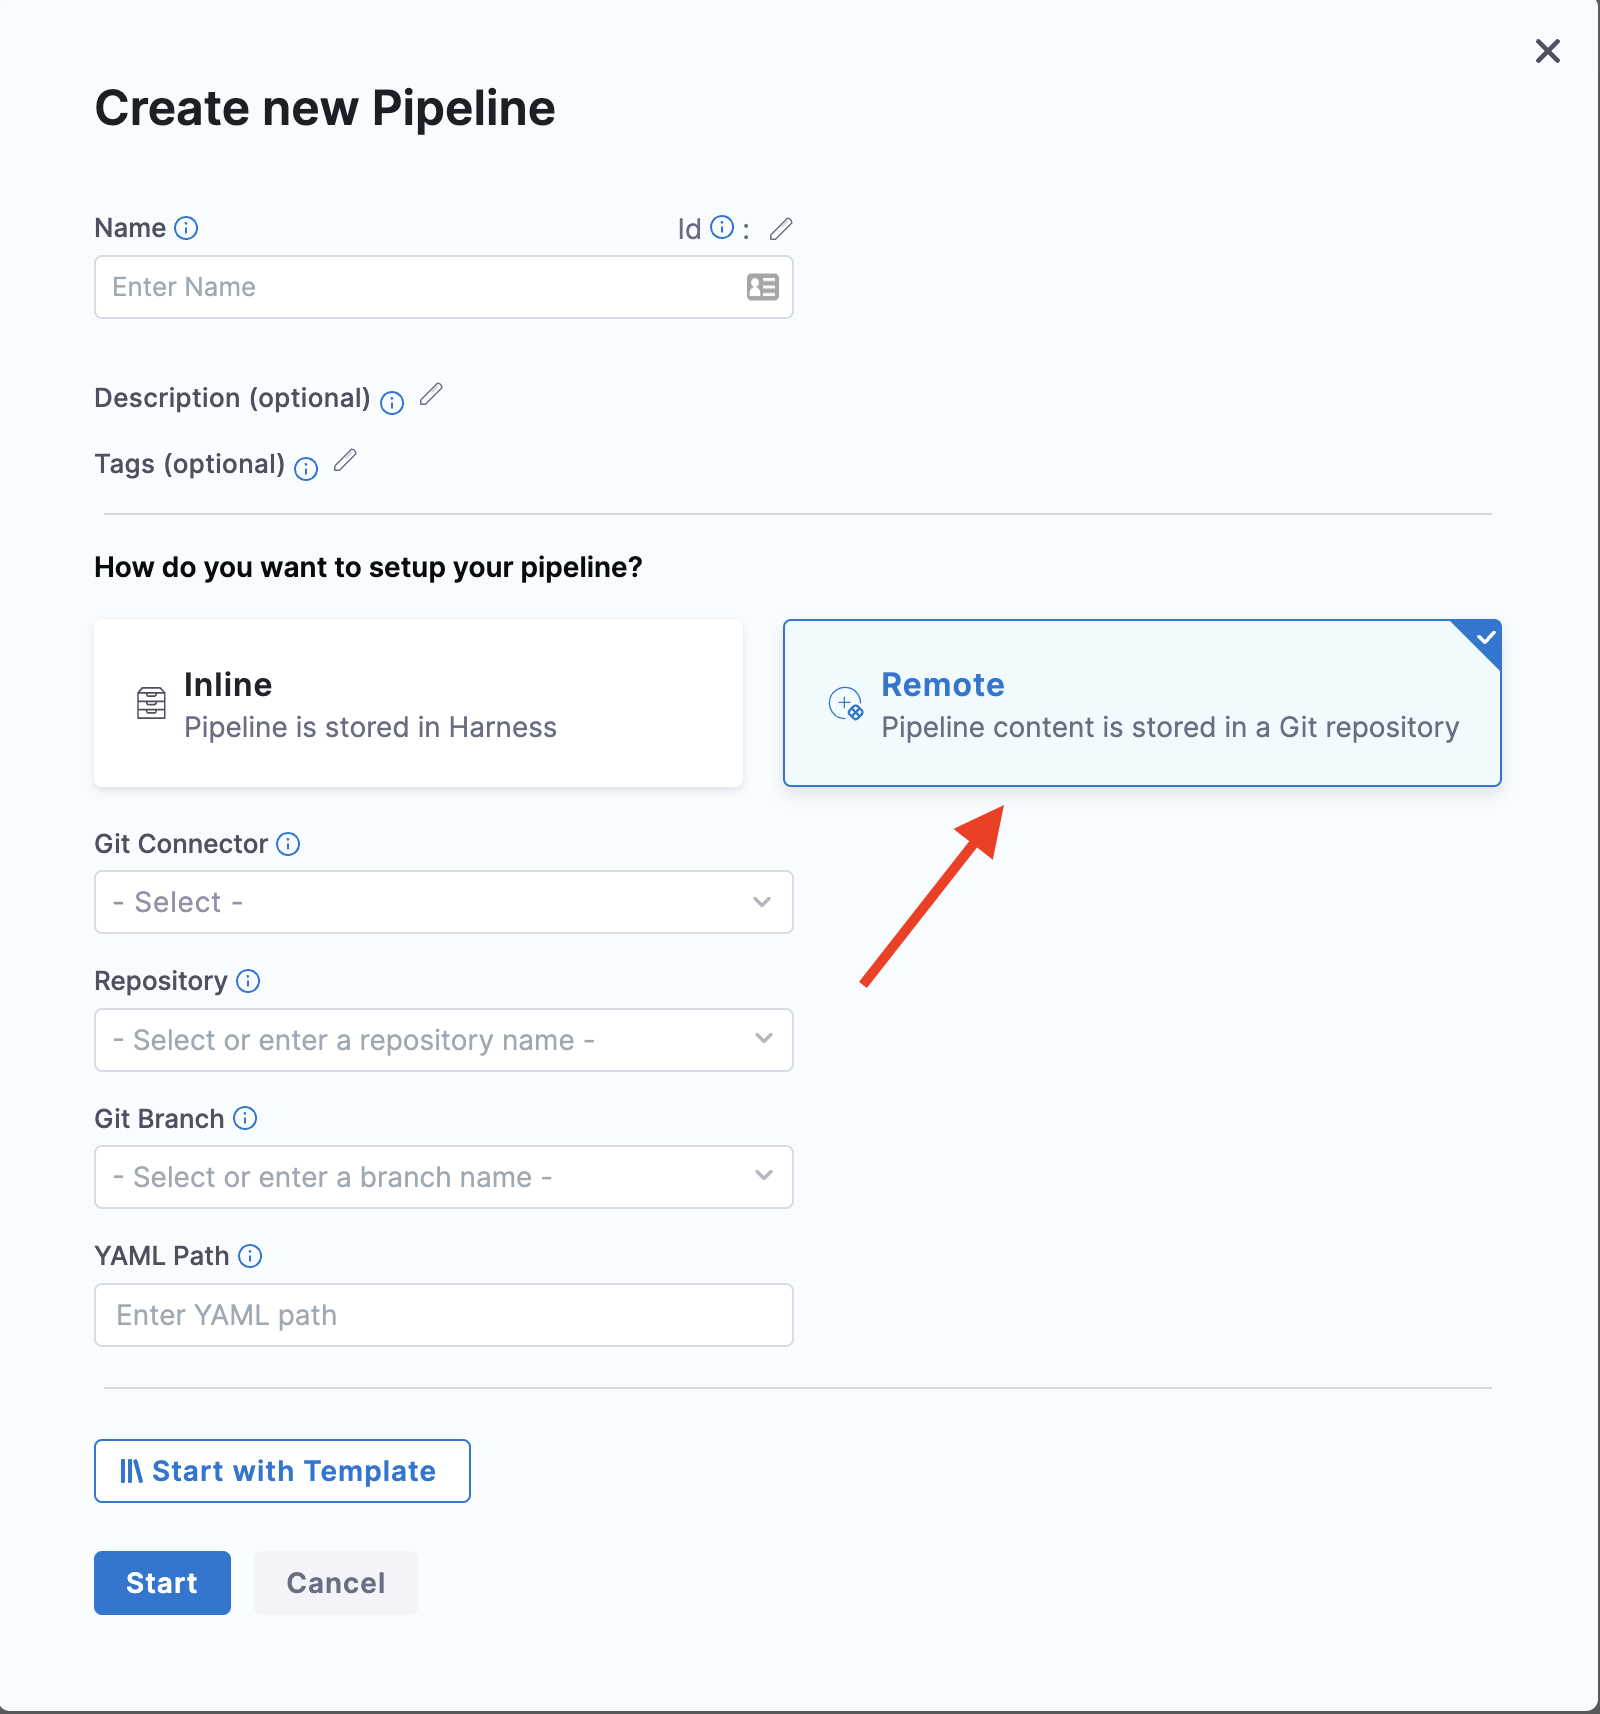 Create new Pipeline
Name Id :
Enter Name
Description (optional)
Tags (optional)
How do you want to setup your pipeline?
Inline
Pipeline is stored in Harness
Remote
Pipeline content is stored in a Git repository
Git Connector
- Select -
Repository
- Select or enter a repository name -
Git Branch
- Select or enter a branch name -
YAML Path
Enter YAML path
Start with Template
Start Cancel